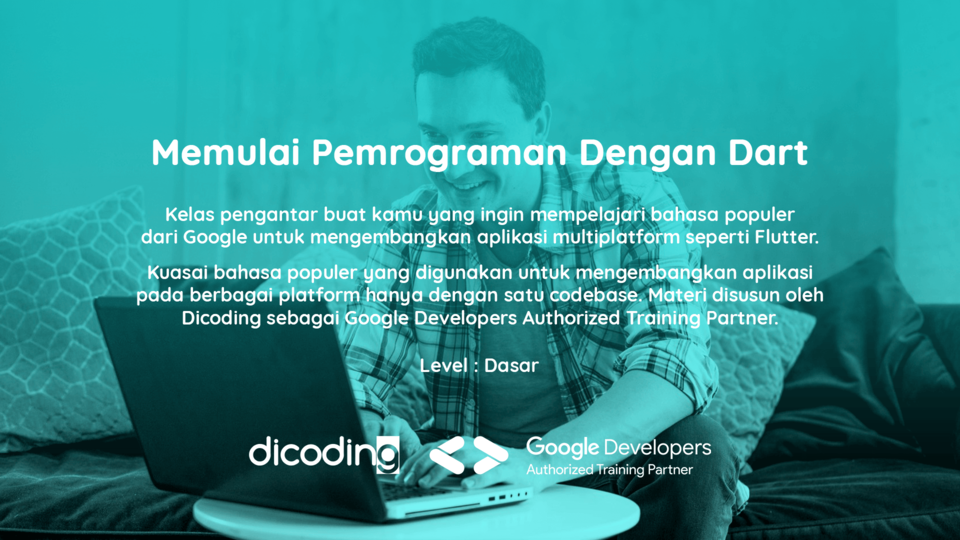 Memulai Pemrograman Dengan Dart
Kelas pengantar buat kamu yang ingin mempelajari bahasa populer
dari Google untuk mengembangkan aplikasi multiplatform seperti Flutter.
Kuasai bahasa populer yang digunakan untuk mengembangkan aplikasi
pada berbagai platform hanya dengan satu codebase. Materi disusun oleh
Dicoding sebagai Google Developers Authorized Training Partner.
Level : Dasar
dicoding
Google Developers
Authorized Training Partner